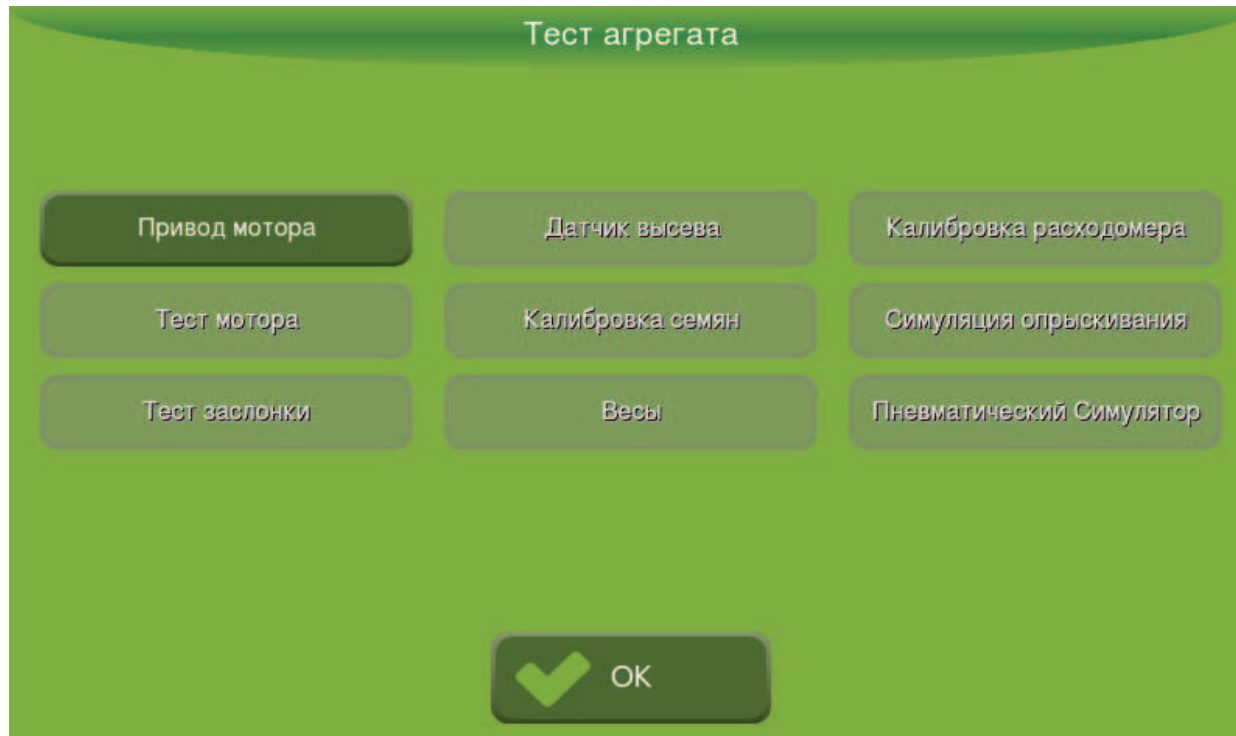 Тест агрегата
Привод мотора
Датчик высева
Калибровка расходомера
Тест мотора
Калибровка семян
Симуляция опрыскивания
Тест заслонки
Весы
Пневматический Симулятор
ОК